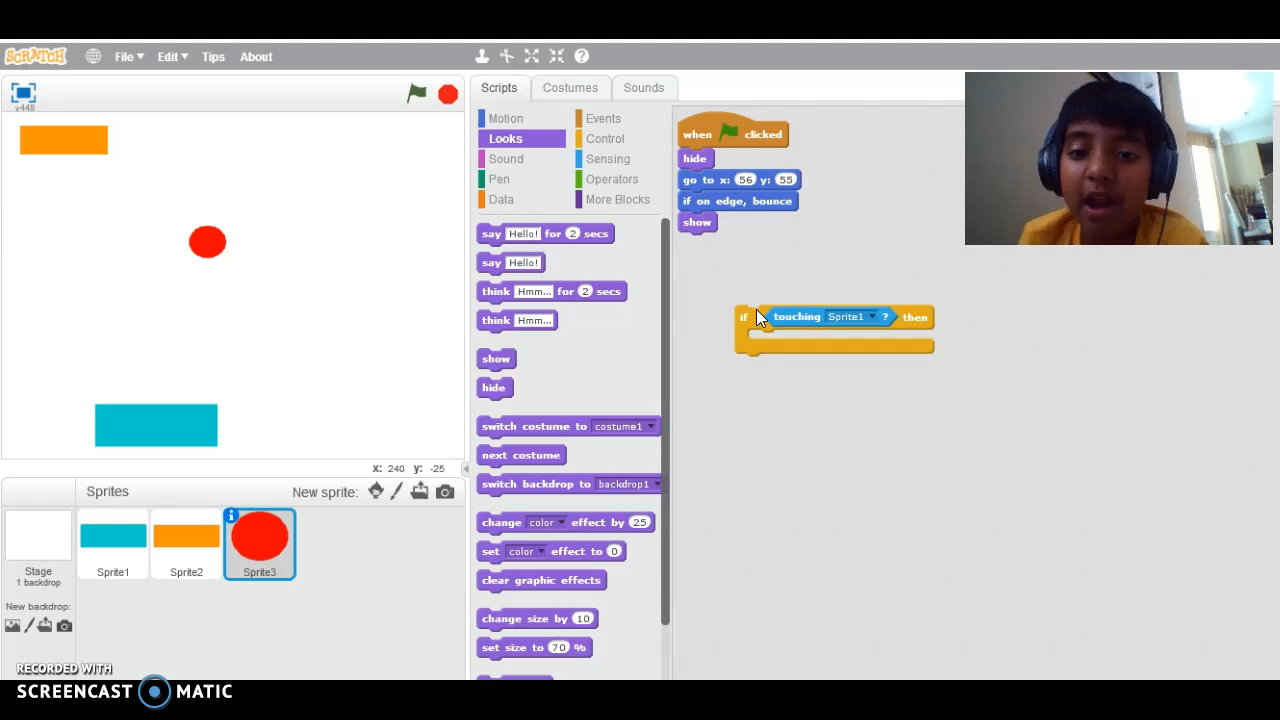 SCRATCH File Edit Tips About
v448
Scripts Costumes Sounds
Motion Events
Looks Control
Sound Sensing
Pen Operators
Data More Blocks
say Hello! for 2 secs
say Hello!
think Hmm... for 2 secs
think Hmm...
show
hide
switch costume to costume1
next costume
switch backdrop to backdrop1
change color effect by 25
set color effect to 0
clear graphic effects
change size by 10
set size to 70 %
when clicked
hide
go to x: 56 y: 55
if on edge, bounce
show
if touching Sprite1 ? then
x: 240 y: -25
Sprites New sprite:
Stage
1 backdrop
New backdrop:
Sprite1 Sprite2 Sprite3
RECORDED WITH
SCREENCAST MATIC